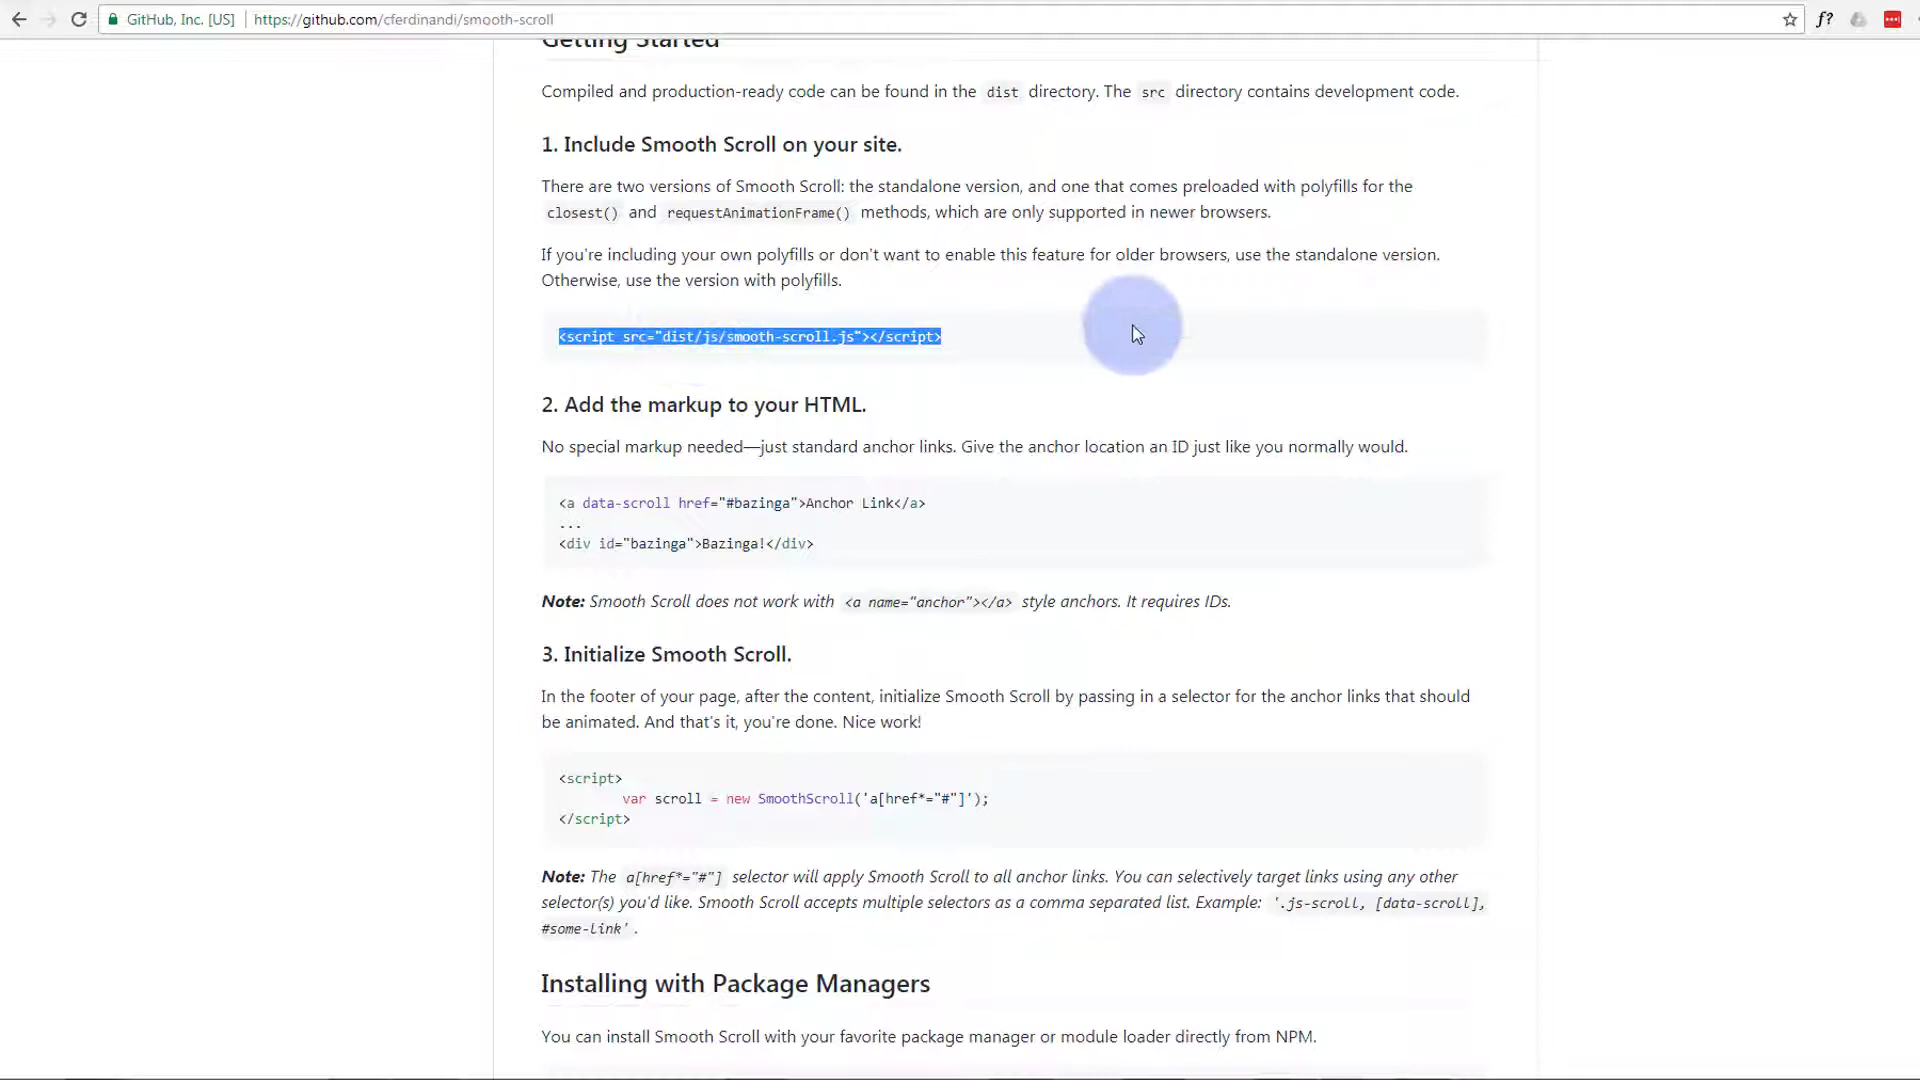 GitHub, Inc. [US] https://github.com/cferdinandi/smooth-scroll f?
Getting Started
Compiled and production-ready code can be found in the dist directory. The src directory contains development code.
1. Include Smooth Scroll on your site.
There are two versions of Smooth Scroll: the standalone version, and one that comes preloaded with polyfills for the
closest() and requestAnimationFrame() methods, which are only supported in newer browsers.
If you're including your own polyfills or don't want to enable this feature for older browsers, use the standalone version.
Otherwise, use the version with polyfills.
<script src="dist/js/smooth-scroll.js"></script>
2. Add the markup to your HTML.
No special markup needed—just standard anchor links. Give the anchor location an ID just like you normally would.
<a data-scroll href="#bazinga">Anchor Link</a>
...
<div id="bazinga">Bazinga!</div>
Note: Smooth Scroll does not work with <a name="anchor"></a> style anchors. It requires IDs.
3. Initialize Smooth Scroll.
In the footer of your page, after the content, initialize Smooth Scroll by passing in a selector for the anchor links that should
be animated. And that's it, you're done. Nice work!
<script>
var scroll = new SmoothScroll('a[href*="#"]');
</script>
Note: The a[href*="#"] selector will apply Smooth Scroll to all anchor links. You can selectively target links using any other
selector(s) you'd like. Smooth Scroll accepts multiple selectors as a comma separated list. Example: '.js-scroll, [data-scroll],
#some-link'.
Installing with Package Managers
You can install Smooth Scroll with your favorite package manager or module loader directly from NPM.